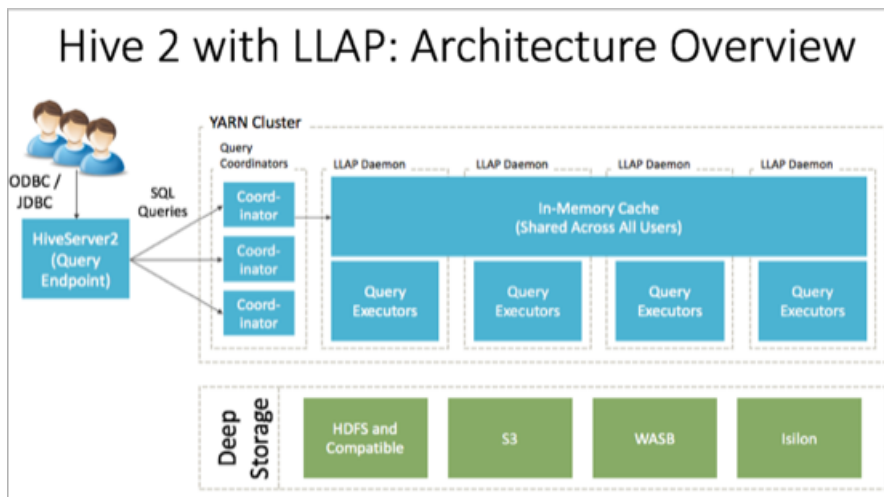 Hive 2 with LLAP: Architecture Overview
YARN Cluster
Query
Coordinators
LLAP Daemon
LLAP Daemon
LLAP Daemon
LLAP Daemon
ODBC /
JDBC
SQL
Queries
HiveServer2
(Query
Endpoint)
Coord-
inator
Coord-
inator
Coord-
inator
In-Memory Cache
(Shared Across All Users)
Query
Executors
Query
Executors
Query
Executors
Query
Executors
Deep
Storage
HDFS and
Compatible
S3
WASB
Isilon